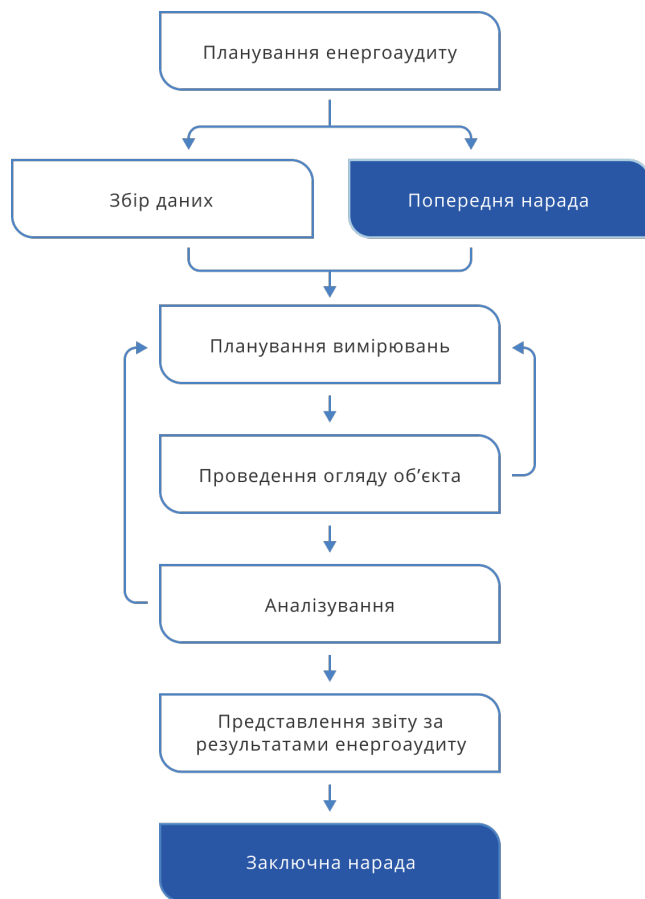 Планування енергоаудиту
Збір даних
Попередня нарада
Планування вимірювань
Проведення огляду об’єкта
Аналізування
Представлення звіту за
результатами енергоаудиту
Заключна нарада